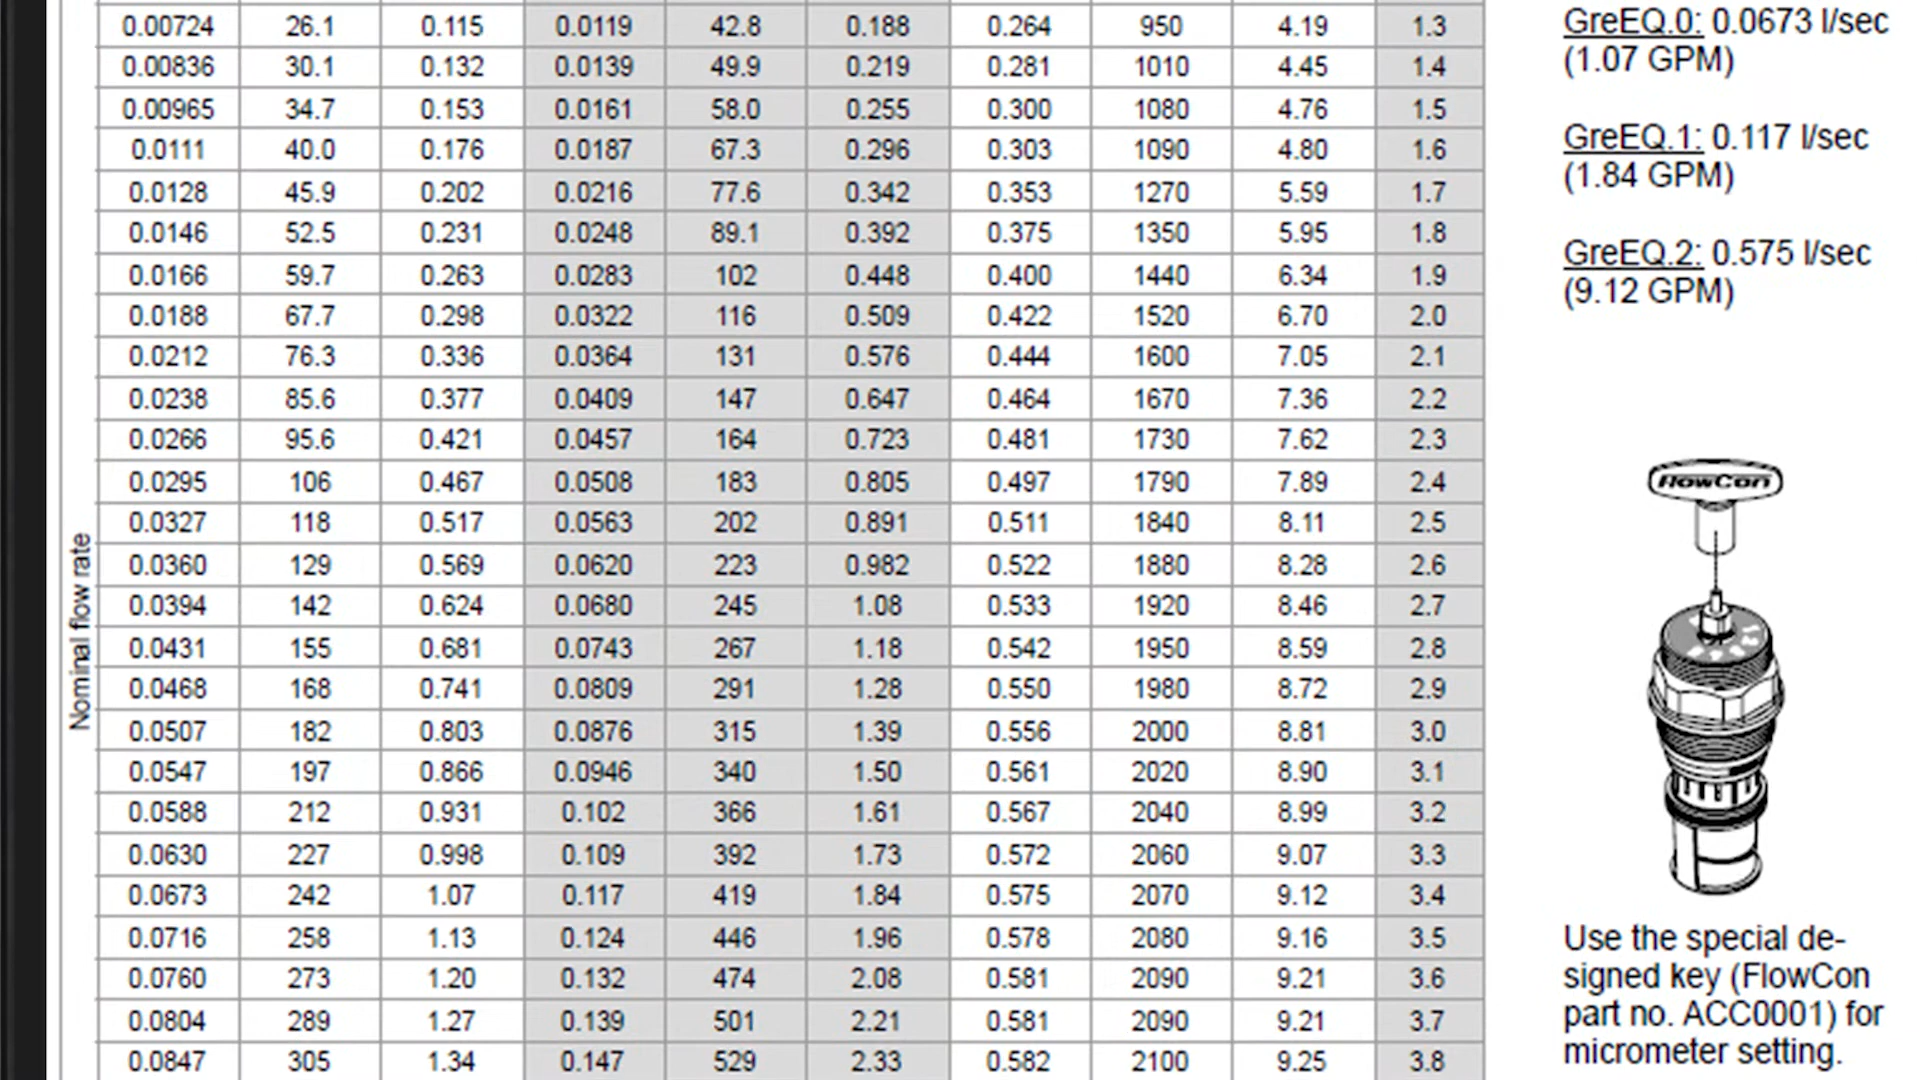 0.00724 26.1 0.115 0.0119 42.8 0.188 0.264 950 4.19 1.3
0.00836 30.1 0.132 0.0139 49.9 0.219 0.281 1010 4.45 1.4
0.00965 34.7 0.153 0.0161 58.0 0.255 0.300 1080 4.76 1.5
0.0111 40.0 0.176 0.0187 67.3 0.296 0.303 1090 4.80 1.6
0.0128 45.9 0.202 0.0216 77.6 0.342 0.353 1270 5.59 1.7
0.0146 52.5 0.231 0.0248 89.1 0.392 0.375 1350 5.95 1.8
0.0166 59.7 0.263 0.0283 102 0.448 0.400 1440 6.34 1.9
0.0188 67.7 0.298 0.0322 116 0.509 0.422 1520 6.70 2.0
0.0212 76.3 0.336 0.0364 131 0.576 0.444 1600 7.05 2.1
0.0238 85.6 0.377 0.0409 147 0.647 0.464 1670 7.36 2.2
0.0266 95.6 0.421 0.0457 164 0.723 0.481 1730 7.62 2.3
0.0295 106 0.467 0.0508 183 0.805 0.497 1790 7.89 2.4
0.0327 118 0.517 0.0563 202 0.891 0.511 1840 8.11 2.5
0.0360 129 0.569 0.0620 223 0.982 0.522 1880 8.28 2.6
0.0394 142 0.624 0.0680 245 1.08 0.533 1920 8.46 2.7
0.0431 155 0.681 0.0743 267 1.18 0.542 1950 8.59 2.8
0.0468 168 0.741 0.0809 291 1.28 0.550 1980 8.72 2.9
0.0507 182 0.803 0.0876 315 1.39 0.556 2000 8.81 3.0
0.0547 197 0.866 0.0946 340 1.50 0.561 2020 8.90 3.1
0.0588 212 0.931 0.102 366 1.61 0.567 2040 8.99 3.2
0.0630 227 0.998 0.109 392 1.73 0.572 2060 9.07 3.3
0.0673 242 1.07 0.117 419 1.84 0.575 2070 9.12 3.4
0.0716 258 1.13 0.124 446 1.96 0.578 2080 9.16 3.5
0.0760 273 1.20 0.132 474 2.08 0.581 2090 9.21 3.6
0.0804 289 1.27 0.139 501 2.21 0.581 2090 9.21 3.7
0.0847 305 1.34 0.147 529 2.33 0.582 2100 9.25 3.8
Nominal flow rate
GreEQ.0: 0.0673 l/sec
(1.07 GPM)
GreEQ.1: 0.117 l/sec
(1.84 GPM)
GreEQ.2: 0.575 l/sec
(9.12 GPM)
FlowCon
Use the special de-
signed key (FlowCon
part no. ACC0001) for
micrometer setting.